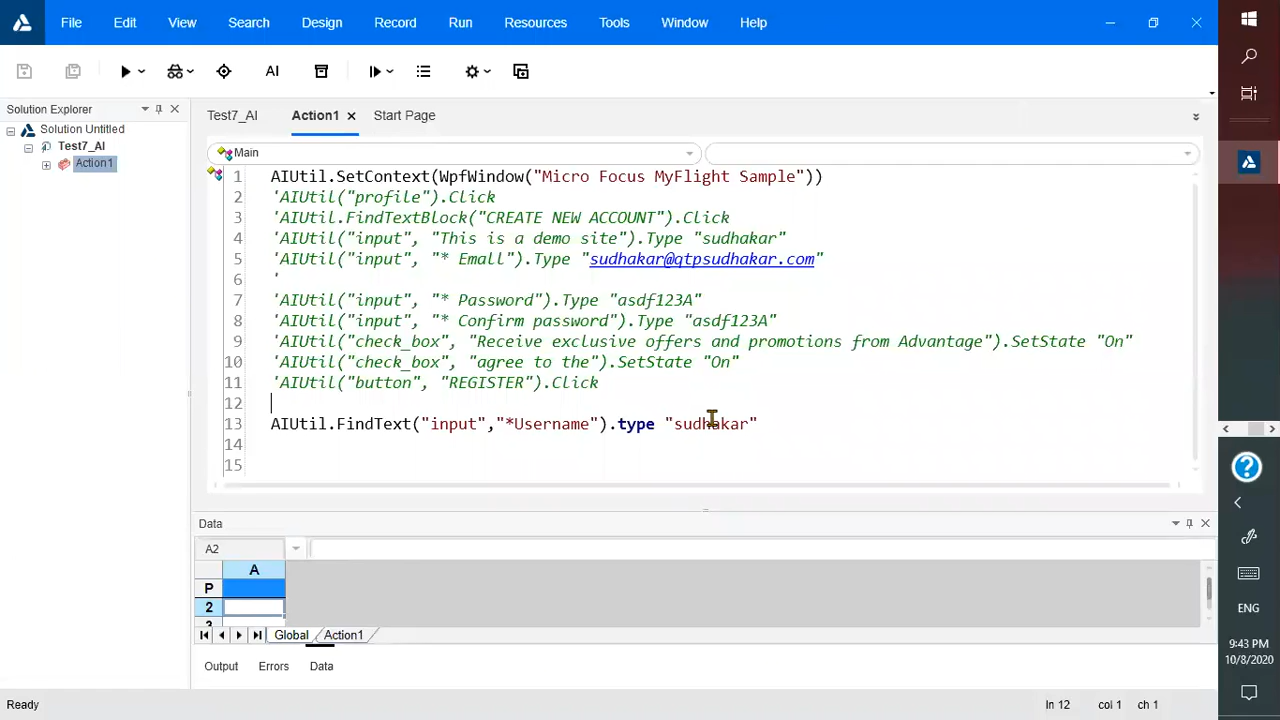 File Edit View Search Design Record Run Resources Tools Window Help
AI
Solution Explorer
Solution Untitled
Test7_AI
Action1
Test7_AI Action1 Start Page
Main
1 AIUtil.SetContext(WpfWindow("Micro Focus MyFlight Sample"))
2 'AIUtil("profile").Click
3 'AIUtil.FindTextBlock("CREATE NEW ACCOUNT").Click
4 'AIUtil("input", "This is a demo site").Type "sudhakar"
5 'AIUtil("input", "* Emall").Type "sudhakar@qtpsudhakar.com"
6 '
7 'AIUtil("input", "* Password").Type "asdf123A"
8 'AIUtil("input", "* Confirm password").Type "asdf123A"
9 'AIUtil("check_box", "Receive exclusive offers and promotions from Advantage").SetState "On"
10 'AIUtil("check_box", "agree to the").SetState "On"
11 'AIUtil("button", "REGISTER").Click
12
13 AIUtil.FindText("input","*Username").type "sudhakar"
14
15
Data
A2
A
P
2
3
Global Action1
Output Errors Data
Ready Ln 12 col 1 ch 1
ENG
9:43 PM
10/8/2020